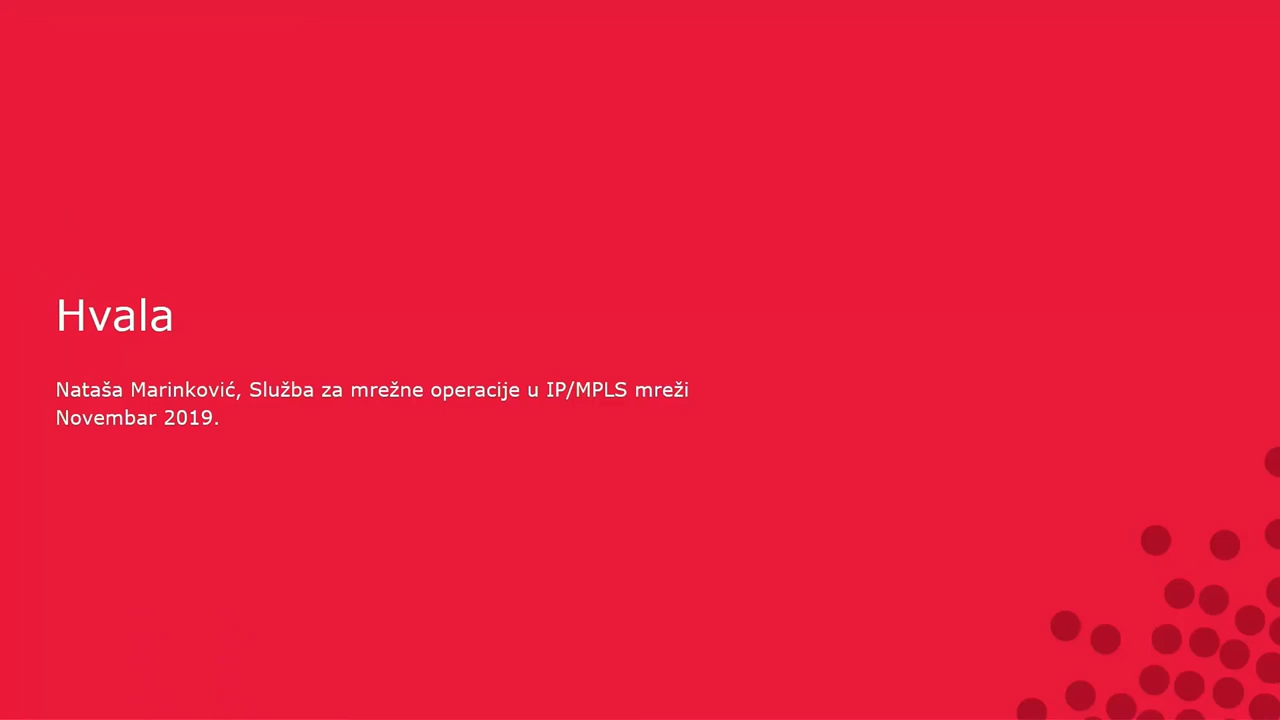 Hvala
Nataša Marinković, Služba za mrežne operacije u IP/MPLS mreži
Novembar 2019.